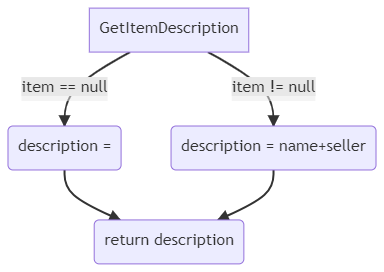 GetItemDescription
item == null
item != null
description =
description = name+seller
return description